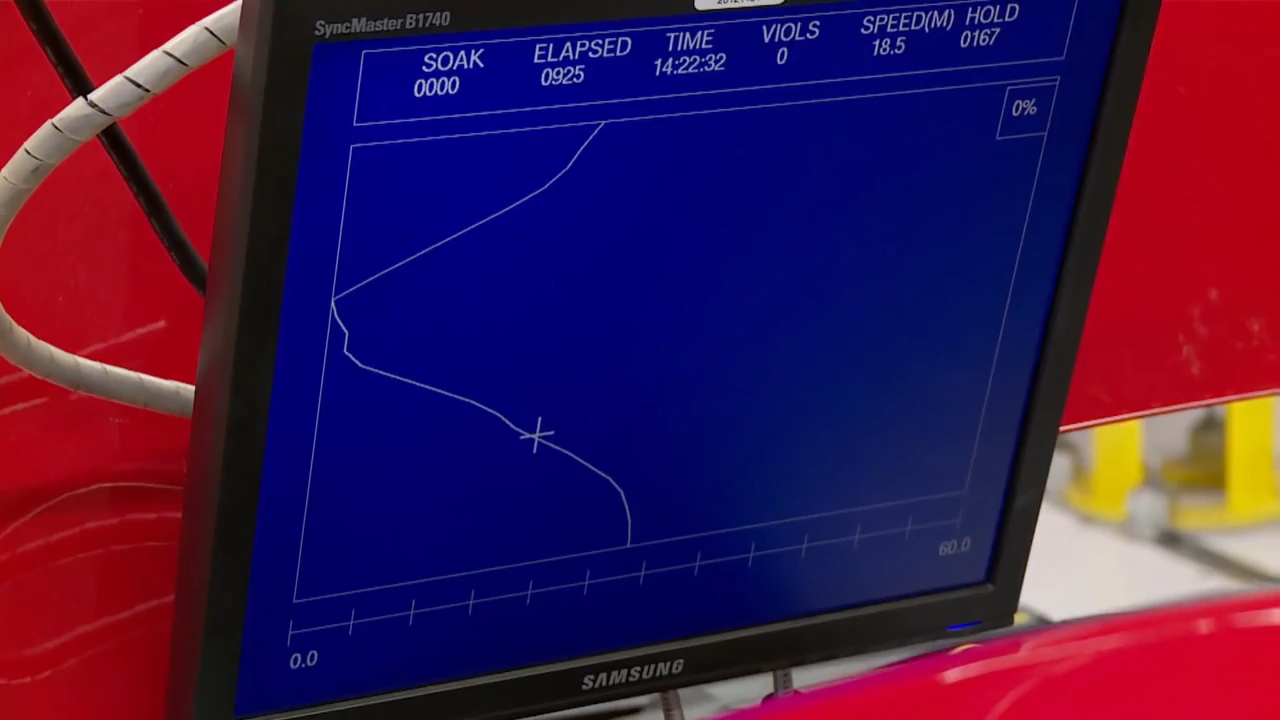 SyncMaster B1740
SOAK ELAPSED TIME VIOLS SPEED(M) HOLD
0000 0925 14:22:32 0 18.5 0167
0%
0.0 60.0
SAMSUNG